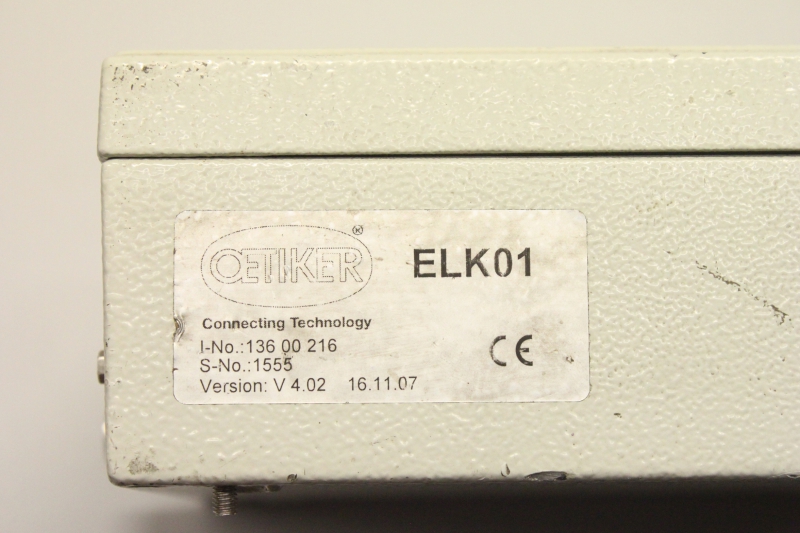 OETIKER®
ELK01
Connecting Technology
I-No.:136 00 216
S-No.:1555
CE
Version: V 4.02 16.11.07